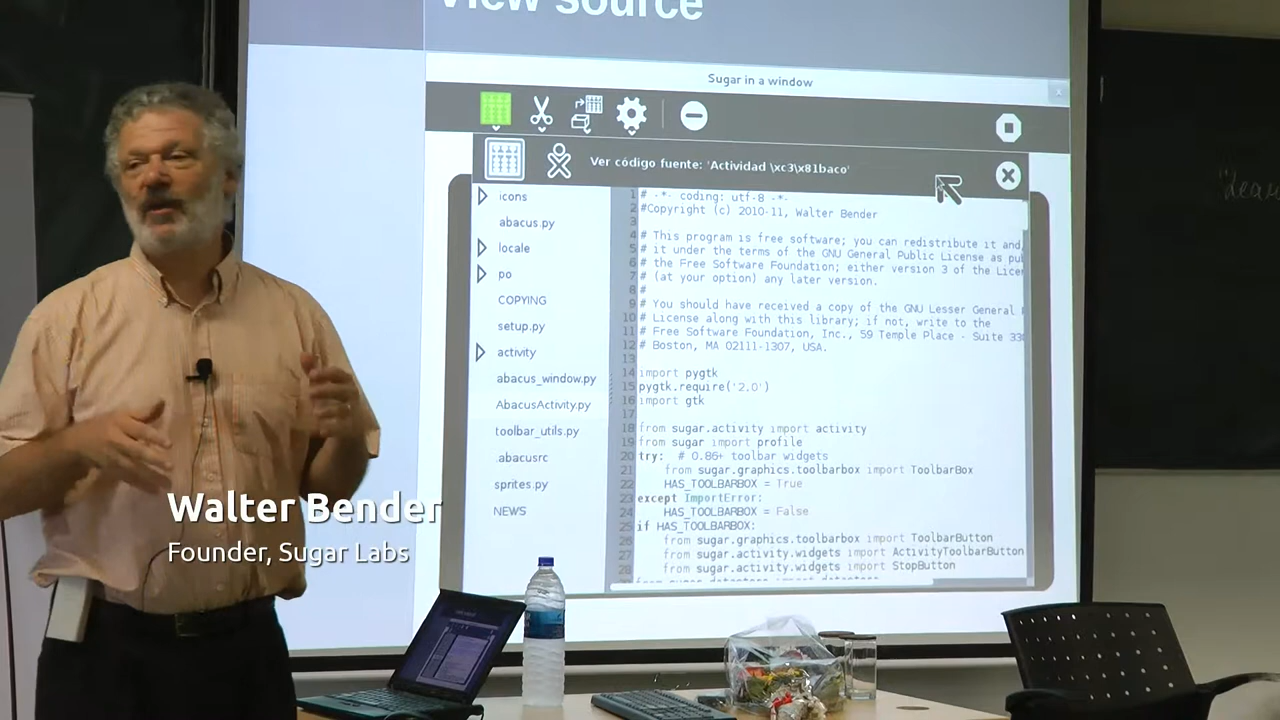 View source
Sugar in a window
Ver código fuente: 'Actividad \xc3\x81baco'
icons
abacus.py
locale
po
COPYING
setup.py
activity
abacus_window.py
AbacusActivity.py
toolbar_utils.py
.abacusrc
sprites.py
NEWS
1 # -*- coding: utf-8 -*-
2 #Copyright (c) 2010-11, Walter Bender
3
4 # This program is free software; you can redistribute it and
5 # it under the terms of the GNU General Public License as
6 # the Free Software Foundation; either version 3 of the
7 # (at your option) any later version.
8 #
9 # You should have received a copy of the GNU Lesser General
10 # License along with this library; if not, write to the
11 # Free Software Foundation, Inc., 59 Temple Place - Suite
12 # Boston, MA 02111-1307, USA.
13
14 import pygtk
15 pygtk.require('2.0')
16 import gtk
17
18 from sugar.activity import activity
19 from sugar import profile
20 try: # 0.86+ toolbar widgets
21 from sugar.graphics.toolbarbox import ToolbarBox
22 HAS_TOOLBARBOX = True
23 except ImportError:
24 HAS_TOOLBARBOX = False
25 if HAS_TOOLBARBOX:
26 from sugar.graphics.toolbarbox import ToolbarButton
27 from sugar.activity.widgets import ActivityToolbarButton
28 from sugar.activity.widgets import StopButton
Walter Bender
Founder, Sugar Labs